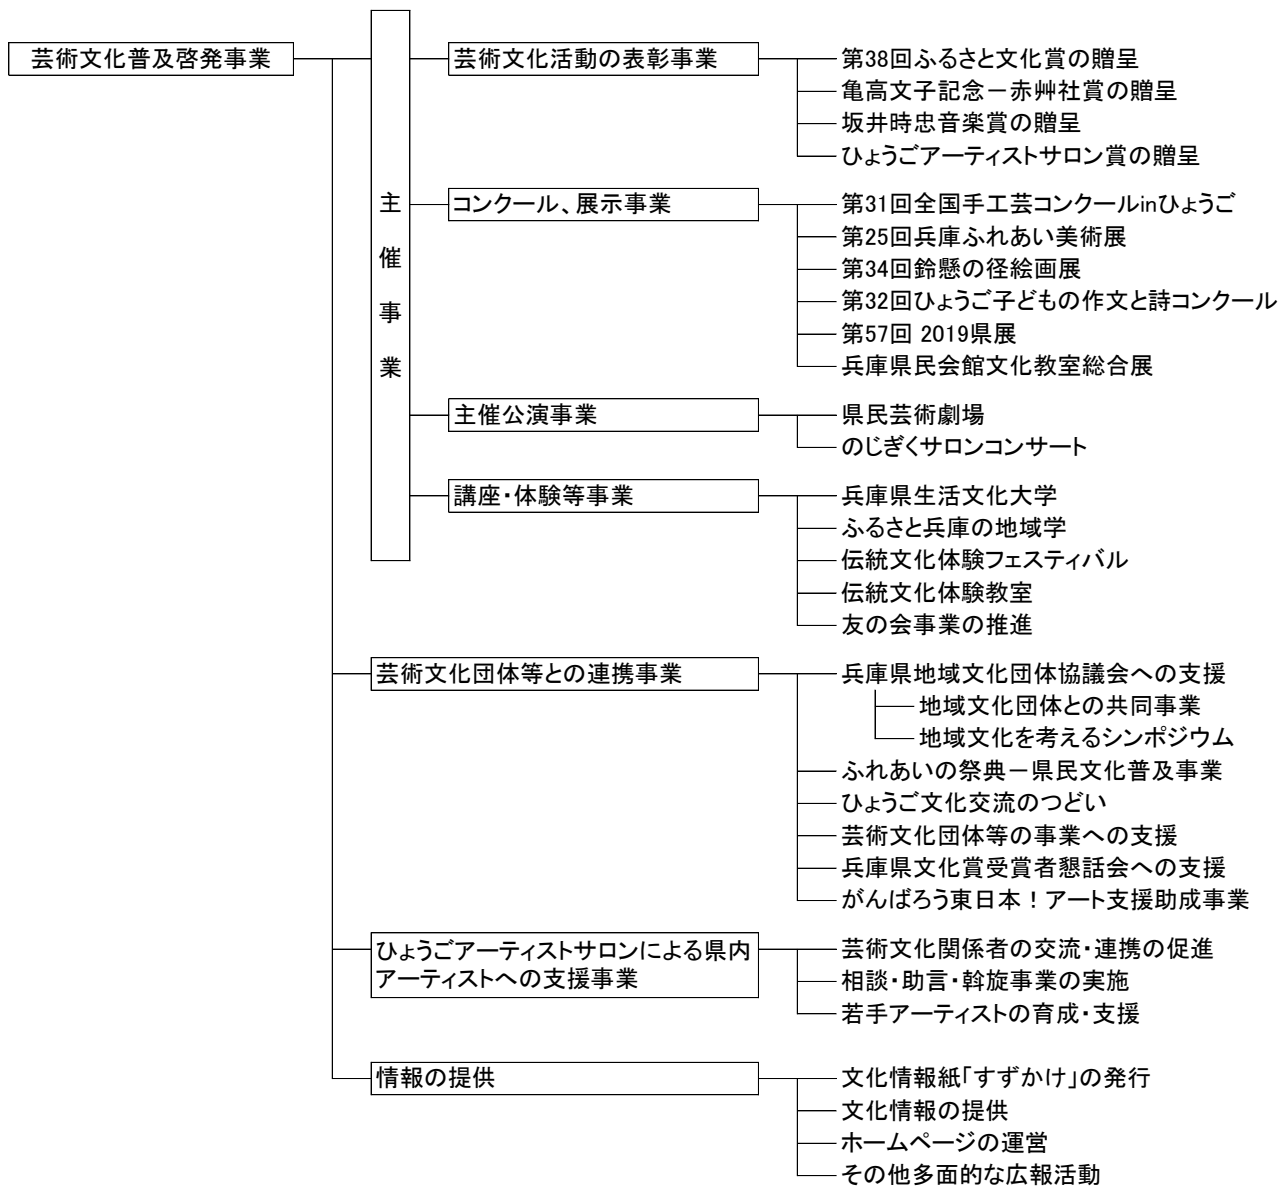 芸術文化普及啓発事業
主催事業
芸術文化活動の表彰事業
第38回ふるさと文化賞の贈呈
亀高文子記念－赤艸社賞の贈呈
坂井時忠音楽賞の贈呈
ひょうごアーティストサロン賞の贈呈
コンクール、展示事業
第31回全国手工芸コンクールinひょうご
第25回兵庫ふれあい美術展
第34回鈴懸の径絵画展
第32回ひょうご子どもの作文と詩コンクール
第57回 2019県展
兵庫県民会館文化教室総合展
主催公演事業
県民芸術劇場
のじぎくサロンコンサート
講座・体験等事業
兵庫県生活文化大学
ふるさと兵庫の地域学
伝統文化体験フェスティバル
伝統文化体験教室
友の会事業の推進
芸術文化団体等との連携事業
兵庫県地域文化団体協議会への支援
地域文化団体との共同事業
地域文化を考えるシンポジウム
ふれあいの祭典－県民文化普及事業
ひょうご文化交流のつどい
芸術文化団体等の事業への支援
兵庫県文化賞受賞者懇話会への支援
がんばろう東日本！アート支援助成事業
ひょうごアーティストサロンによる県内
アーティストへの支援事業
芸術文化関係者の交流・連携の促進
相談・助言・斡旋事業の実施
若手アーティストの育成・支援
情報の提供
文化情報紙「すずかけ」の発行
文化情報の提供
ホームページの運営
その他多面的な広報活動